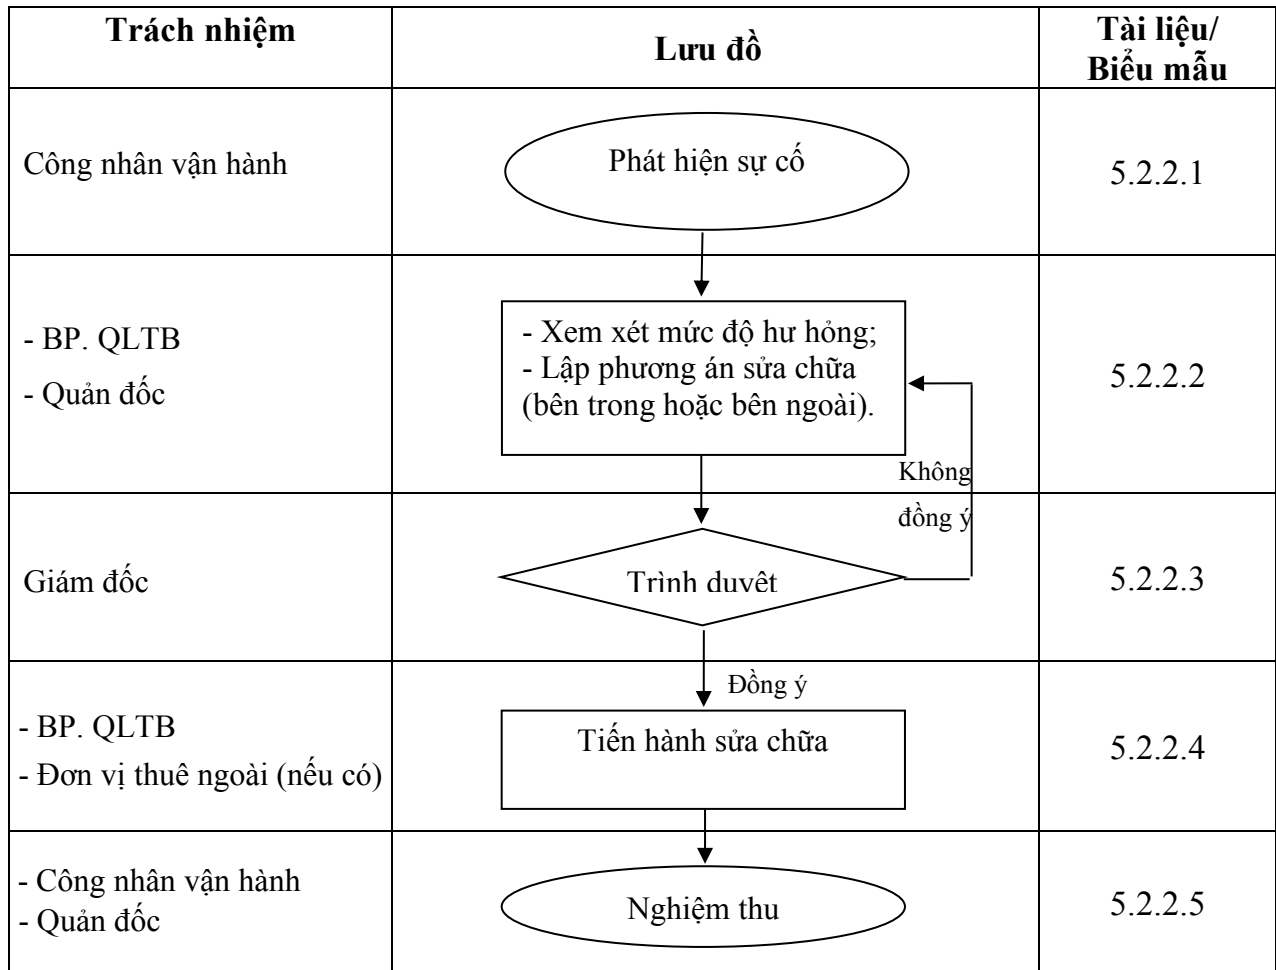 Trách nhiệm
Lưu đồ
Tài liệu/
Biểu mẫu
Công nhân vận hành
Phát hiện sự cố
5.2.2.1
- BP. QLTB
- Quản đốc
- Xem xét mức độ hư hỏng;
- Lập phương án sửa chữa
(bên trong hoặc bên ngoài).
5.2.2.2
Không
đồng ý
Giám đốc
Trình duyệt
5.2.2.3
Đồng ý
- BP. QLTB
- Đơn vị thuê ngoài (nếu có)
Tiến hành sửa chữa
5.2.2.4
- Công nhân vận hành
- Quản đốc
Nghiệm thu
5.2.2.5